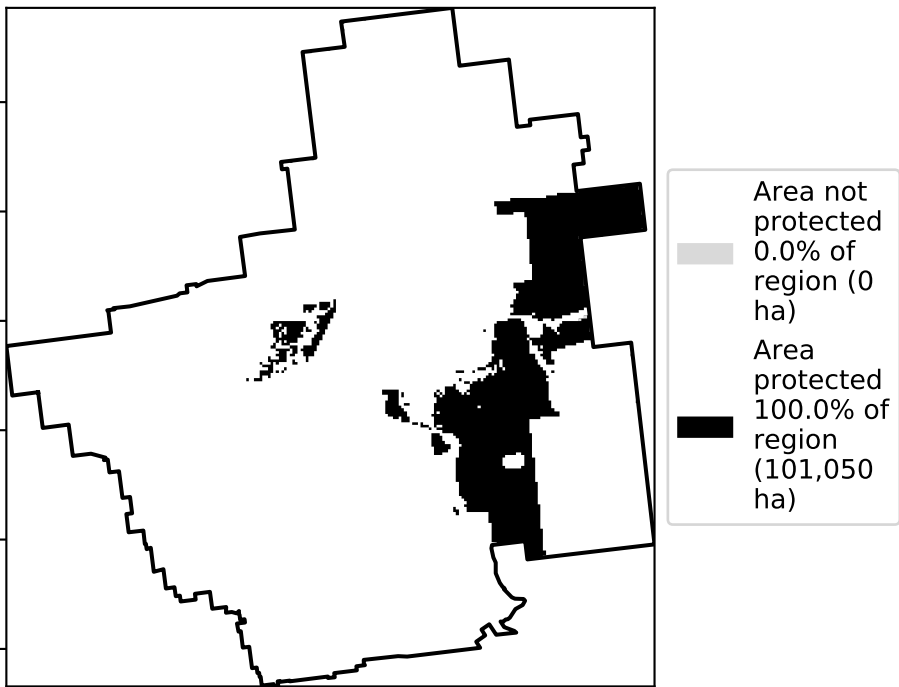 Area not
protected
0.0% of
region (0
ha)
Area
protected
100.0% of
region
(101,050
ha)